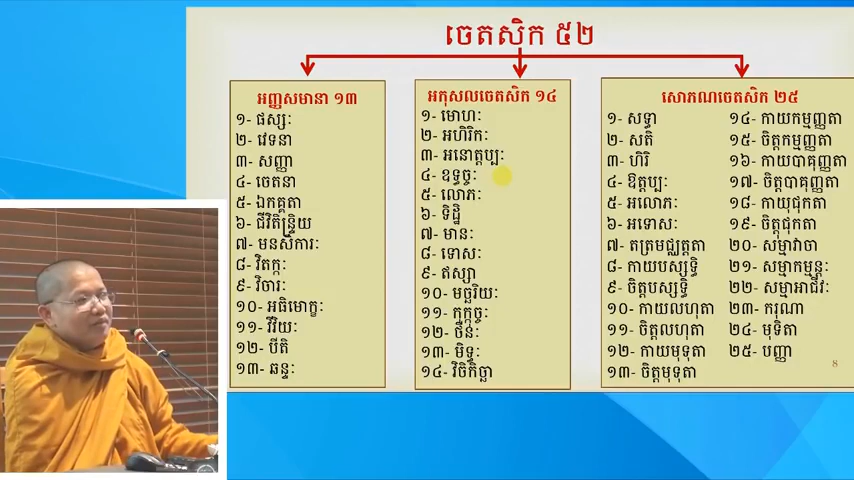 ចេតសិក ៥២
អញ្ញសមានា ១៣
១- ផស្សៈ
២- វេទនា
៣- សញ្ញា
៤- ចេតនា
៥- ឯកគ្គតា
៦- ជីវិតិន្ទ្រិយ
៧- មនសិការៈ
៨- វិតក្កៈ
៩- វិចារៈ
១០- អធិមោក្ខៈ
១១- វីរិយៈ
១២- បីតិ
១៣- ឆន្ទៈ
អកុសលចេតសិក ១៤
១- មោហៈ
២- អហិរិកៈ
៣- អនោត្តប្បៈ
៤- ឧទ្ធច្ចៈ
៥- លោភៈ
៦- ទិដ្ឋិ
៧- មានៈ
៨- ទោសៈ
៩- ឥស្សា
១០- មច្ឆរិយៈ
១១- កុក្កុច្ចៈ
១២- ថីនៈ
១៣- មិទ្ធៈ
១៤- វិចិកិច្ឆា
សោភណចេតសិក ២៥
១- សទ្ធា
២- សតិ
៣- ហិរិ
៤- ឱត្តប្បៈ
៥- អលោភៈ
៦- អទោសៈ
៧- តត្រមជ្ឈត្តតា
៨- កាយបស្សទ្ធិ
៩- ចិត្តបស្សទ្ធិ
១០- កាយលហុតា
១១- ចិត្តលហុតា
១២- កាយមុទុតា
១៣- ចិត្តមុទុតា
១៤- កាយកម្មញ្ញតា
១៥- ចិត្តកម្មញ្ញតា
១៦- កាយបាគុញ្ញតា
១៧- ចិត្តបាគុញ្ញតា
១៨- កាយុជុកតា
១៩- ចិត្តុជុកតា
២០- សម្មាវាចា
២១- សម្មាកម្មន្តៈ
២២- សម្មាអាជីវៈ
២៣- ករុណា
២៤- មុទិតា
២៥- បញ្ញា
8